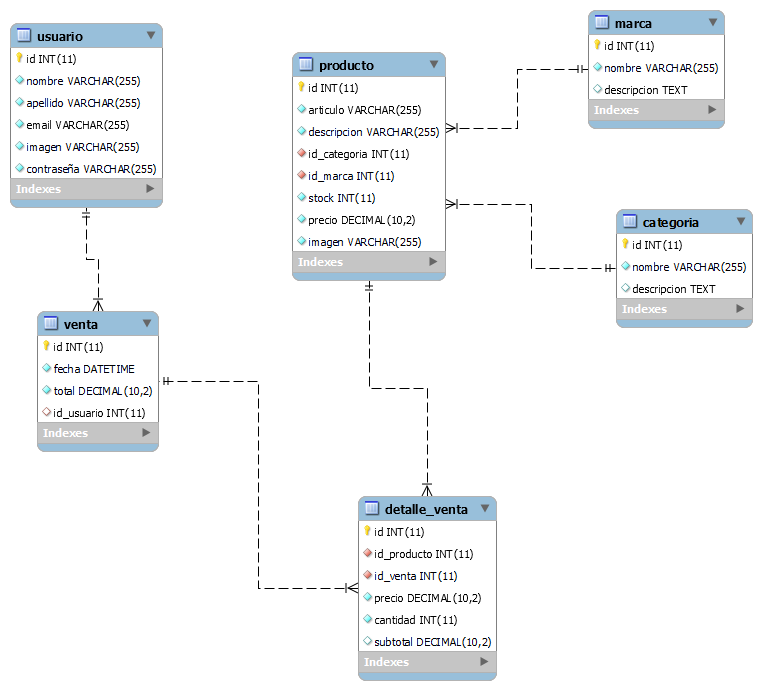 usuario
id INT(11)
nombre VARCHAR(255)
apellido VARCHAR(255)
email VARCHAR(255)
imagen VARCHAR(255)
contraseña VARCHAR(255)
Indexes
producto
id INT(11)
articulo VARCHAR(255)
descripcion VARCHAR(255)
id_categoria INT(11)
id_marca INT(11)
stock INT(11)
precio DECIMAL(10,2)
imagen VARCHAR(255)
Indexes
marca
id INT(11)
nombre VARCHAR(255)
descripcion TEXT
Indexes
categoria
id INT(11)
nombre VARCHAR(255)
descripcion TEXT
Indexes
venta
id INT(11)
fecha DATETIME
total DECIMAL(10,2)
id_usuario INT(11)
Indexes
detalle_venta
id INT(11)
id_producto INT(11)
id_venta INT(11)
precio DECIMAL(10,2)
cantidad INT(11)
subtotal DECIMAL(10,2)
Indexes